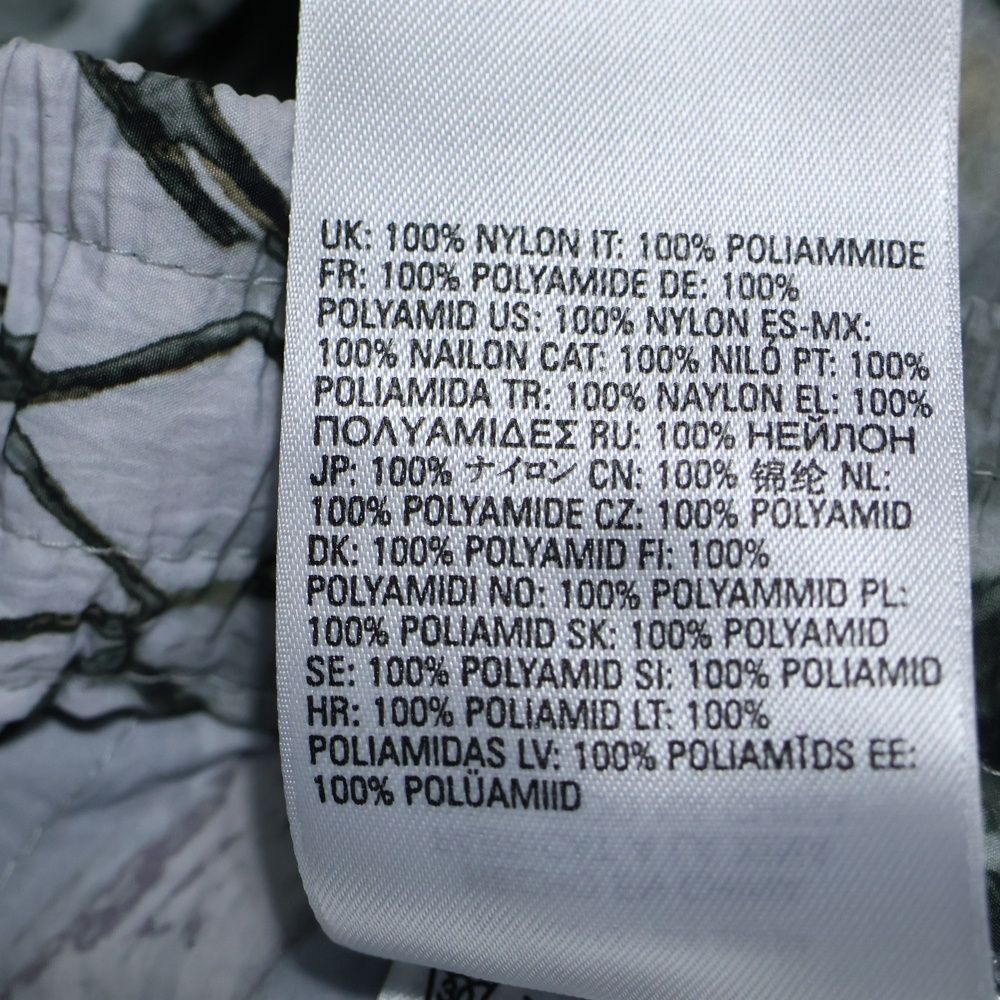 UK: 100% NYLON IT: 100% POLIAMMIDE
FR: 100% POLYAMIDE DE: 100%
POLYAMID US: 100% NYLON ES-MX:
100% NAILON CAT: 100% NILÓ PT: 100%
POLIAMIDA TR: 100% NAYLON EL: 100%
ΠΟΛΥΑΜΙΔΕΣ RU: 100% НЕЙЛОН
JP: 100% ナイロン CN: 100% 锦纶 NL:
100% POLYAMIDE CZ: 100% POLYAMID
DK: 100% POLYAMID FI: 100%
POLYAMIDI NO: 100% POLYAMMID PL:
100% POLIAMID SK: 100% POLYAMID
SE: 100% POLYAMID SI: 100% POLIAMID
HR: 100% POLIAMID LT: 100%
POLIAMIDAS LV: 100% POLIAMĪDS EE:
100% POLÜAMIID